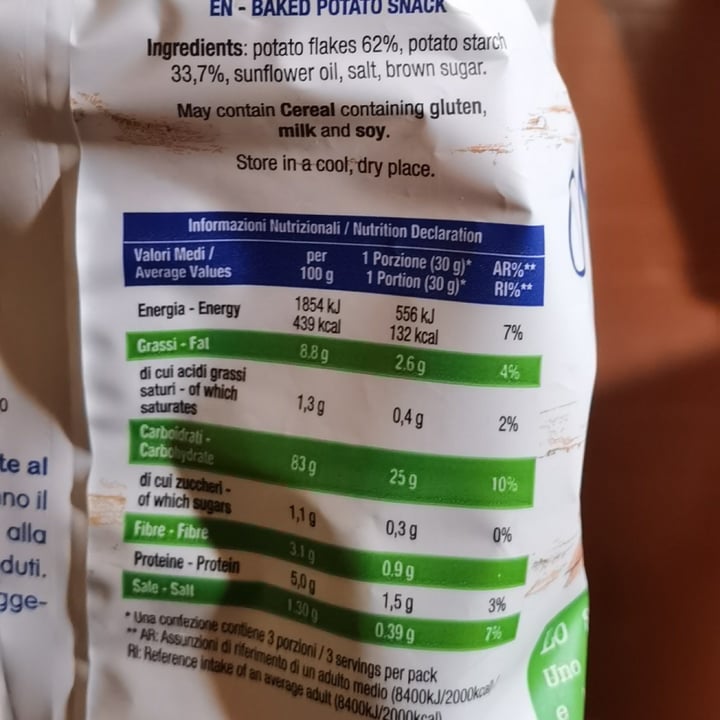 EN - BAKED POTATO SNACK
Ingredients: potato flakes 62%, potato starch
33,7%, sunflower oil, salt, brown sugar.
May contain Cereal containing gluten,
milk and soy.
Store in a cool, dry place.
Informazioni Nutrizionali / Nutrition Declaration
Valori Medi / per 1 Porzione (30 g)* AR%**
Average Values 100 g 1 Portion (30 g)* RI%**
Energia - Energy 1854 kJ 556 kJ
439 kcal 132 kcal 7%
Grassi - Fat 8.8 g 2.6 g 4%
di cui acidi grassi
saturi - of which
saturates 1,3 g 0,4 g 2%
Carboidrati -
Carbohydrate 83 g 25 g 10%
di cui zuccheri -
of which sugars 1,1 g 0,3 g 0%
Fibre - Fibre 3.1 g 0.9 g -
Proteine - Protein 5,0 g 1,5 g 3%
Sale - Salt 1.30 g 0.39 g 7%
* Una confezione contiene 3 porzioni / 3 servings per pack
** AR: Assunzioni di riferimento di un adulto medio (8400kJ/2000kcal)
RI: Reference intake of an average adult (8400kJ/2000kcal)
0
te al
no il
alla
duti.
gge-
LO
Uno
e